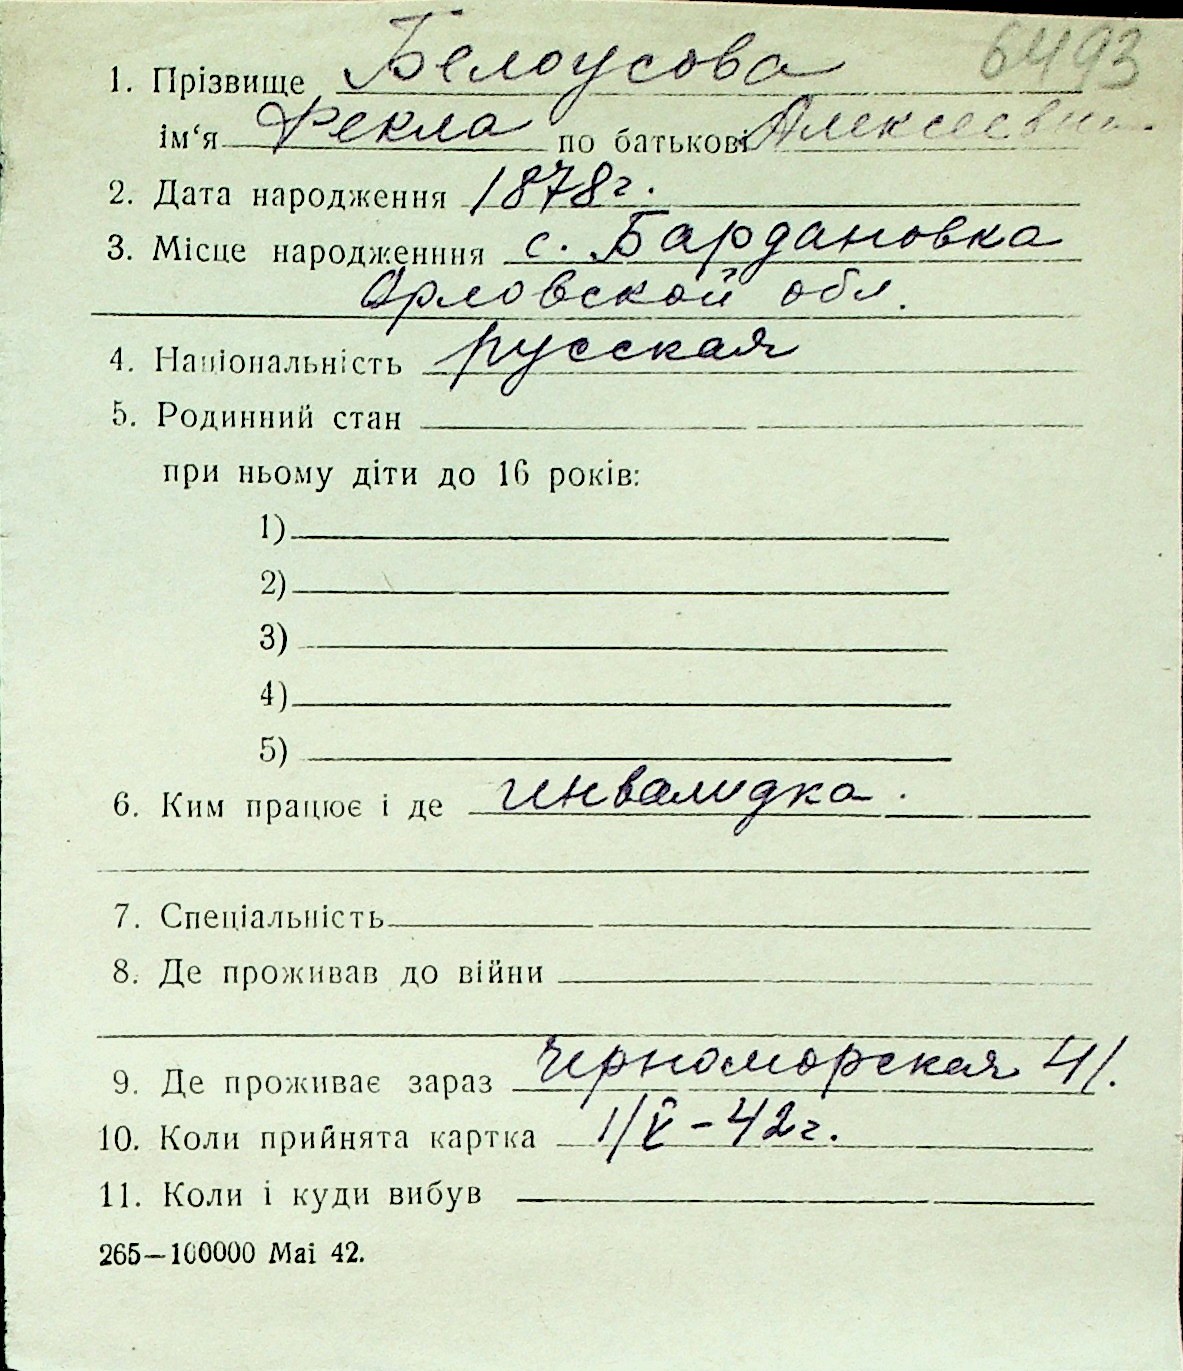 6493
1. Прізвище Белоусова
ім‘я Фекла по батькові Алексеевна
2. Дата народження 1878г.
3. Місце народженння с. Бардановка
Орловской обл.
4. Національність русская
5. Родинний стан
при ньому діти до 16 років:
1)
2)
3)
4)
5)
6. Ким працює і де инвалидка.
7. Спеціальність
8. Де проживав до війни
9. Де проживає зараз Черноморская 41.
10. Коли прийнята картка 1/V – 42г.
11. Коли і куди вибув
265—100000 Mai 42.